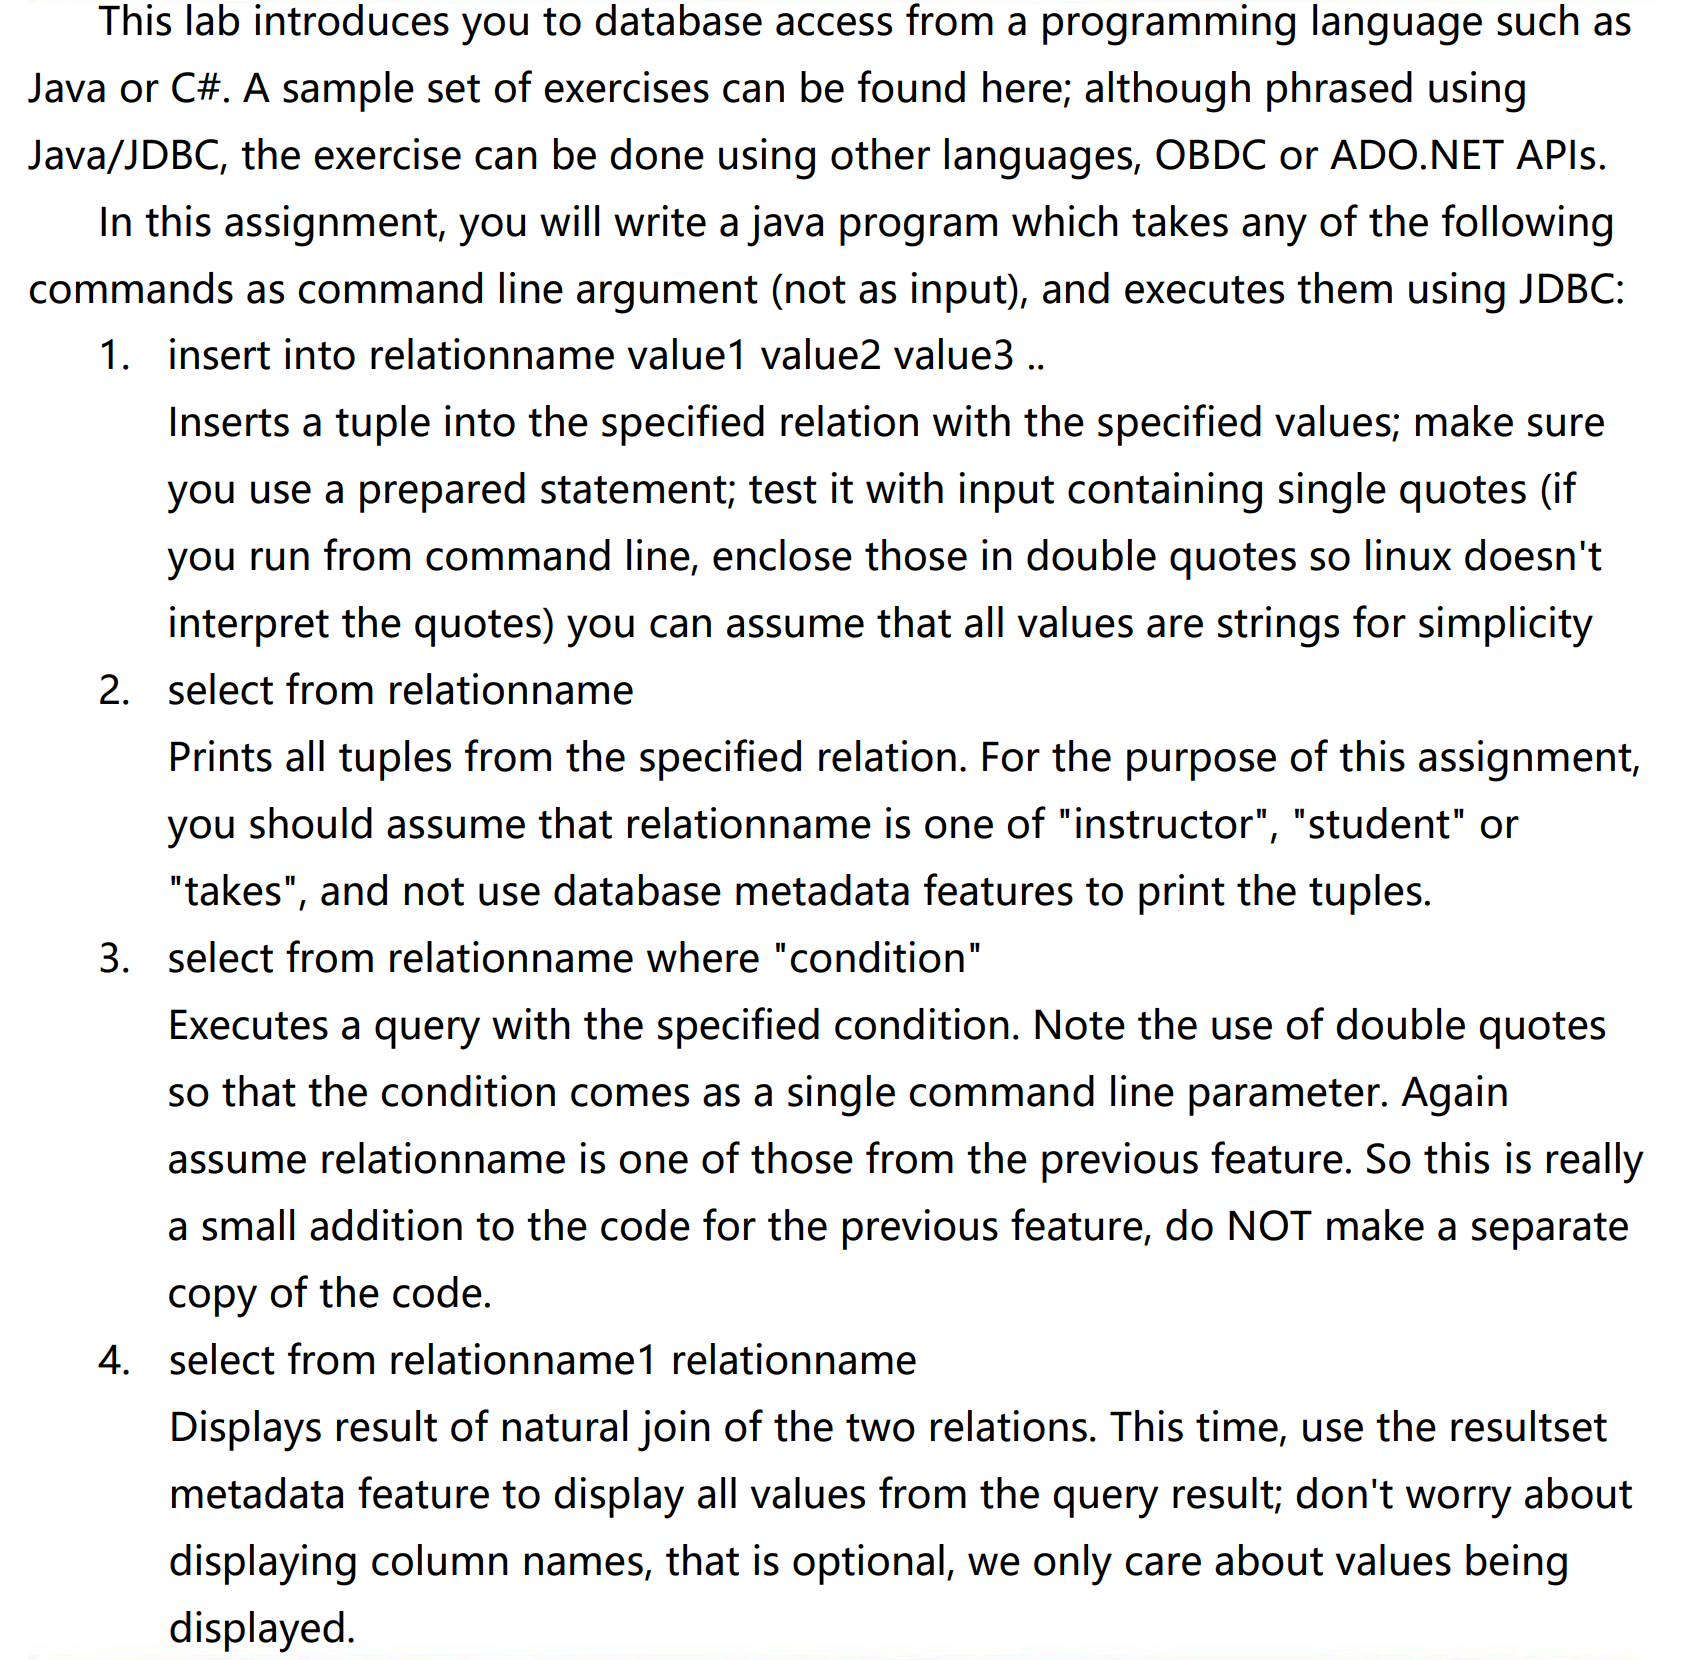 This lab introduces you to database access from a programming language such as
Java or C#. A sample set of exercises can be found here; although phrased using
Java/JDBC, the exercise can be done using other languages, OBDC or ADO.NET APIs.
In this assignment, you will write a java program which takes any of the following
commands as command line argument (not as input), and executes them using JDBC:
1. insert into relationname value1 value2 value3 ..
Inserts a tuple into the specified relation with the specified values; make sure
you use a prepared statement; test it with input containing single quotes (if
you run from command line, enclose those in double quotes so linux doesn't
interpret the quotes) you can assume that all values are strings for simplicity
2. select from relationname
Prints all tuples from the specified relation. For the purpose of this assignment,
you should assume that relationname is one of "instructor", "student" or
"takes", and not use database metadata features to print the tuples.
3. select from relationname where "condition"
Executes a query with the specified condition. Note the use of double quotes
so that the condition comes as a single command line parameter. Again
assume relationname is one of those from the previous feature. So this is really
a small addition to the code for the previous feature, do NOT make a separate
copy of the code.
4. select from relationname1 relationname
Displays result of natural join of the two relations. This time, use the resultset
metadata feature to display all values from the query result; don't worry about
displaying column names, that is optional, we only care about values being
displayed.